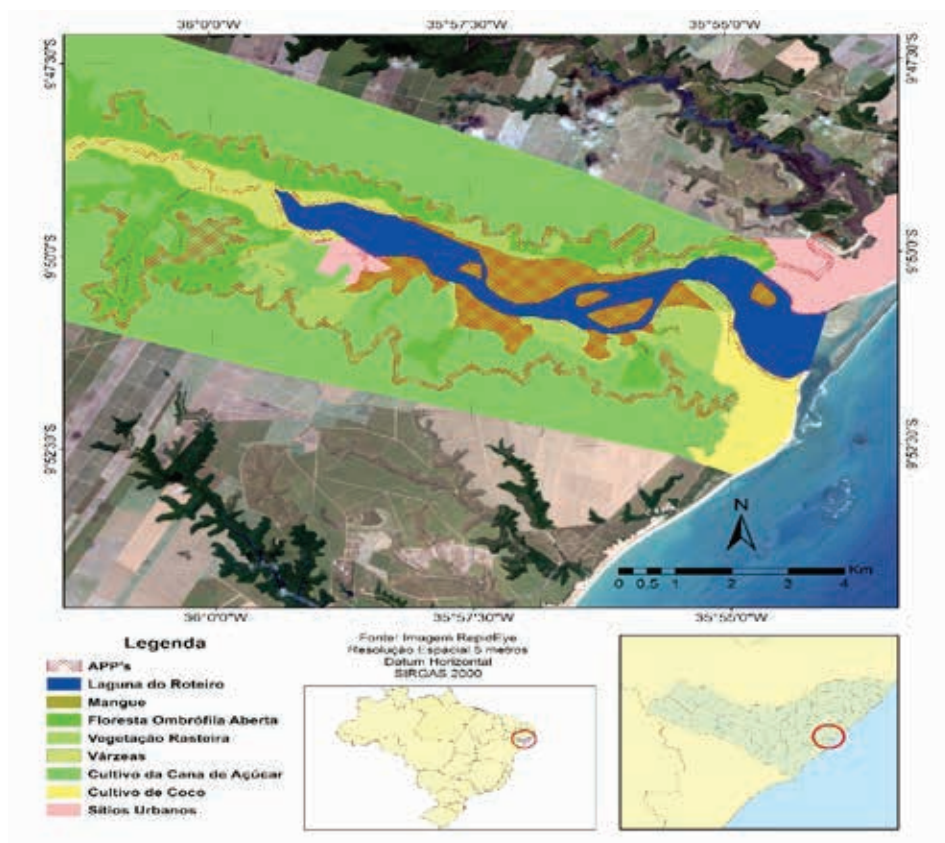 36°0'0"W 35°57'30"W 35°55'0"W
9°47'30"S 9°47'30"S
9°50'0"S 9°50'0"S
9°52'30"S 9°52'30"S
N
0 0.5 1 2 3 4 Km
36°0'0"W 35°57'30"W 35°55'0"W
Legenda
APP's
Laguna do Roteiro
Mangue
Floresta Ombrófila Aberta
Vegetação Rasteira
Várzeas
Cultivo da Cana de Açúcar
Cultivo de Coco
Sítios Urbanos
Fonte: Imagem RapidEye
Resolução Espacial 5 metros
Datum Horizontal
SIRGAS 2000